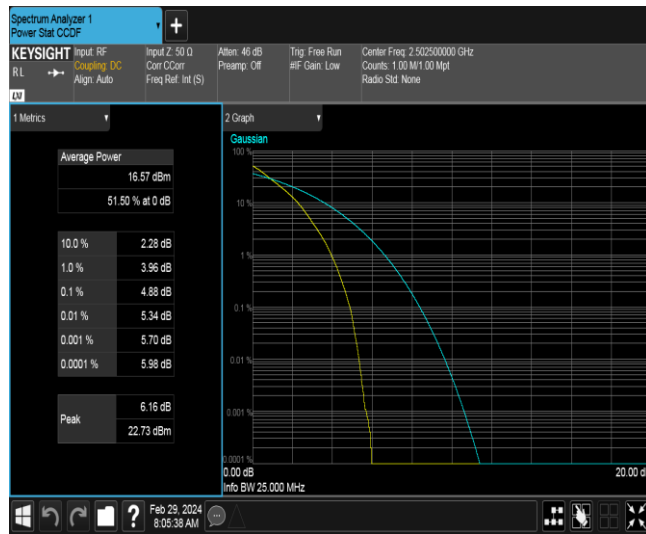 Spectrum Analyzer 1
Power Stat CCDF
+
KEYSIGHT
RL
LXI
Input: RF
Coupling: DC
Align: Auto
Input Z: 50 Ω
Corr CCorr
Freq Ref: Int (S)
Atten: 46 dB
Preamp: Off
Trig: Free Run
#IF Gain: Low
Center Freq: 2.502500000 GHz
Counts: 1.00 M/1.00 Mpt
Radio Std: None
1 Metrics
Average Power
16.57 dBm
51.50 % at 0 dB
10.0 % 2.28 dB
1.0 % 3.96 dB
0.1 % 4.88 dB
0.01 % 5.34 dB
0.001 % 5.70 dB
0.0001 % 5.98 dB
Peak
6.16 dB
22.73 dBm
2 Graph
Gaussian
100 %
10 %
1 %
0.1 %
0.01 %
0.001 %
0.0001 %
0.00 dB
20.00 d
Info BW 25.000 MHz
?
Feb 29, 2024
8:05:38 AM